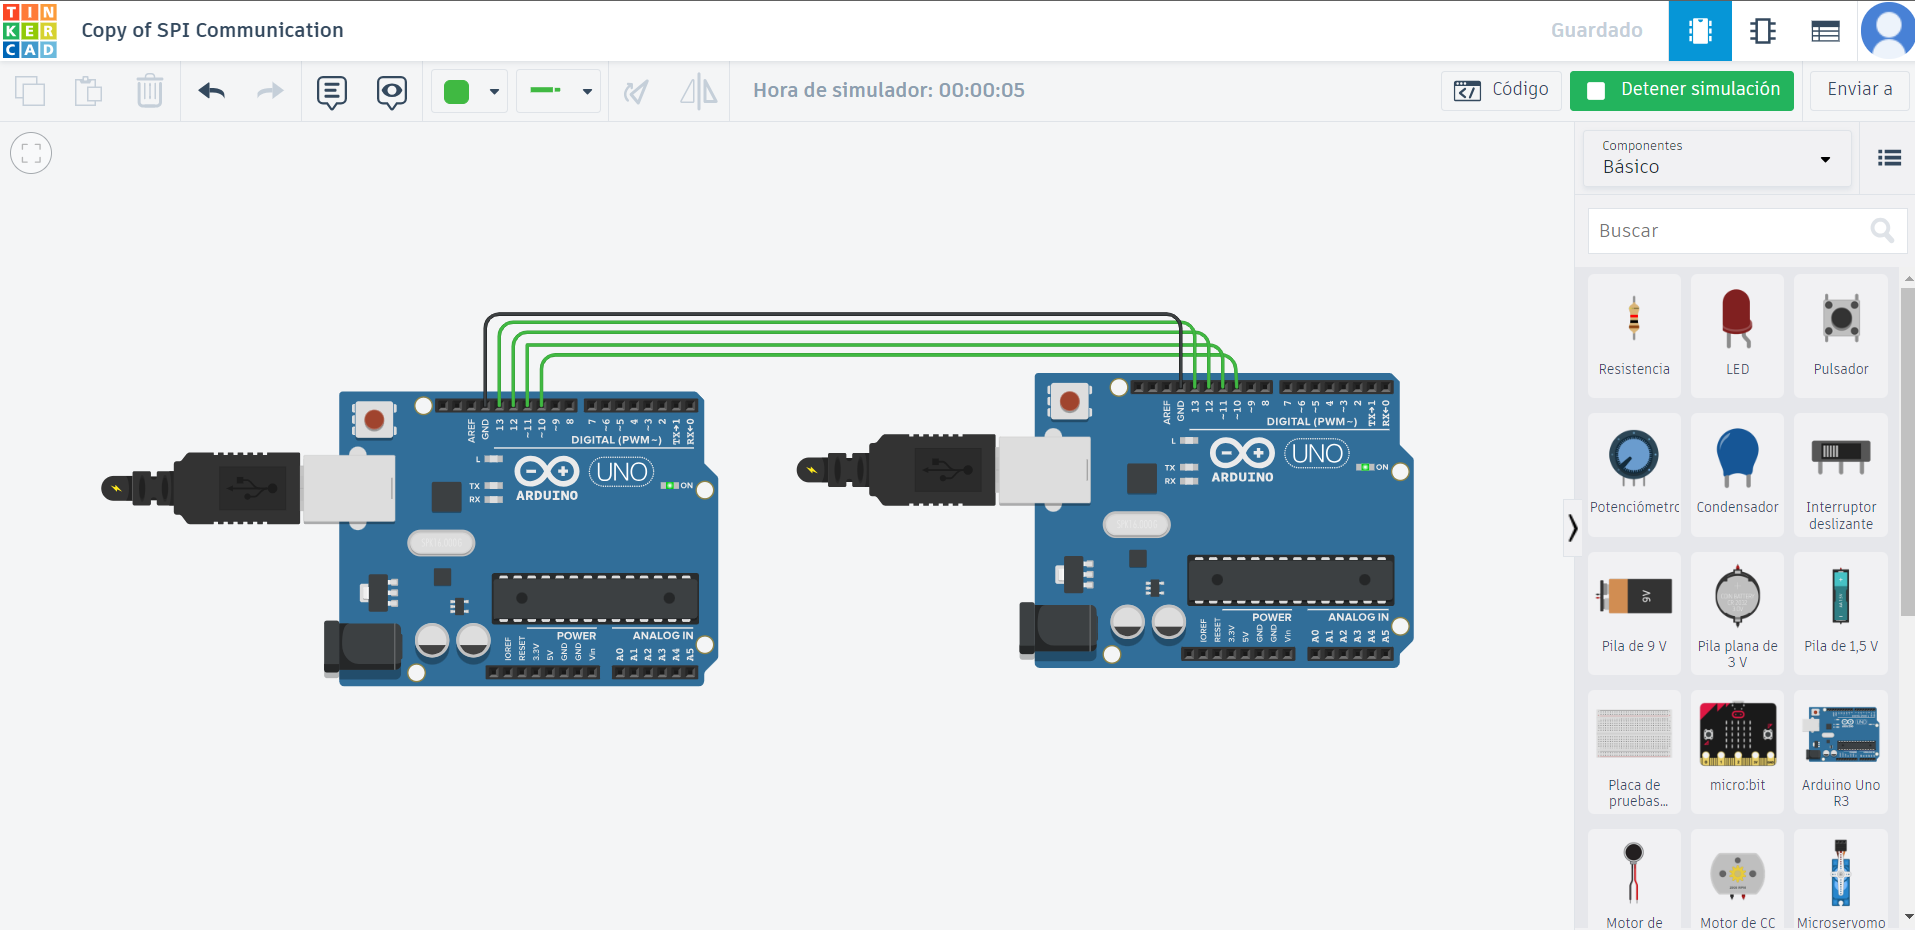 TIN
KER
CAD
Copy of SPI Communication
Guardado
Hora de simulador: 00:00:05
Código
Detener simulación
Enviar a
Componentes
Básico
Buscar
Resistencia
LED
Pulsador
Potenciómetro
Condensador
Interruptor
deslizante
9V
Pila de 9 V
Pila plana de
3 V
Pila de 1,5 V
Placa de
pruebas...
micro:bit
Arduino Uno
R3
Motor de
Motor de CC
Microservomo
AREF
GND
13
12
~11
~10
~9
8
7
~6
~5
4
~3
2
TX→1
RX←0
DIGITAL (PWM~)
L
TX
RX
ARDUINO
UNO
ON
IOREF
RESET
3.3V
5V
GND
GND
Vin
POWER
ANALOG IN
A0
A1
A2
A3
A4
A5
AREF
GND
13
12
~11
~10
~9
8
7
~6
~5
4
~3
2
TX→1
RX←0
DIGITAL (PWM~)
L
TX
RX
ARDUINO
UNO
ON
IOREF
RESET
3.3V
5V
GND
GND
Vin
POWER
ANALOG IN
A0
A1
A2
A3
A4
A5